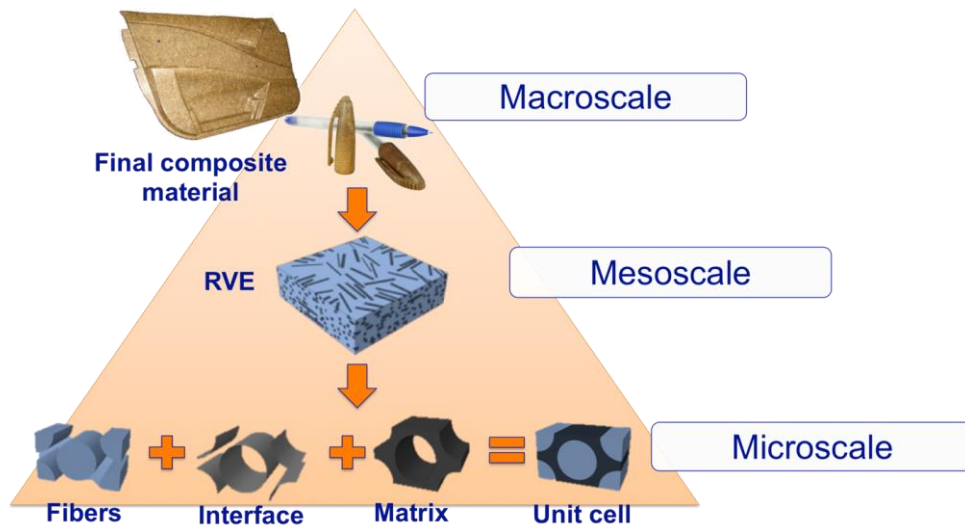 Macroscale
Final composite
material
RVE
Mesoscale
Microscale
Fibers
Interface
Matrix
Unit cell